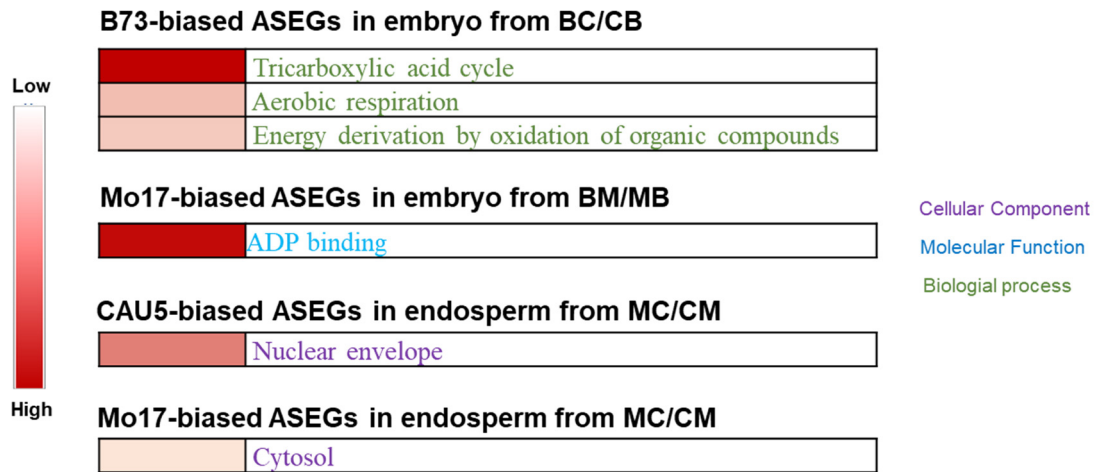 B73-biased ASEGs in embryo from BC/CB
Low
Tricarboxylic acid cycle
Aerobic respiration
Energy derivation by oxidation of organic compounds
Mo17-biased ASEGs in embryo from BM/MB
Cellular Component
ADP binding
Molecular Function
Biologial process
CAU5-biased ASEGs in endosperm from MC/CM
Nuclear envelope
High
Mo17-biased ASEGs in endosperm from MC/CM
Cytosol